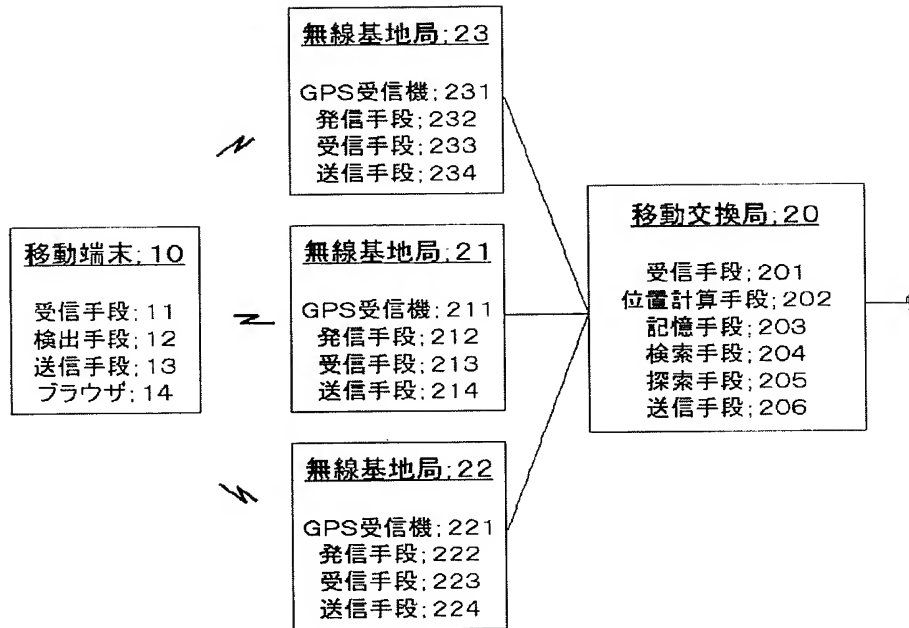 無線基地局;23
GPS受信機;231
発信手段;232
受信手段;233
送信手段;234
移動端末;10
受信手段;11
検出手段;12
送信手段;13
ブラウザ;14
無線基地局;21
GPS受信機;211
発信手段;212
受信手段;213
送信手段;214
無線基地局;22
GPS受信機;221
発信手段;222
受信手段;223
送信手段;224
移動交換局;20
受信手段;201
位置計算手段;202
記憶手段;203
検索手段;204
探索手段;205
送信手段;206